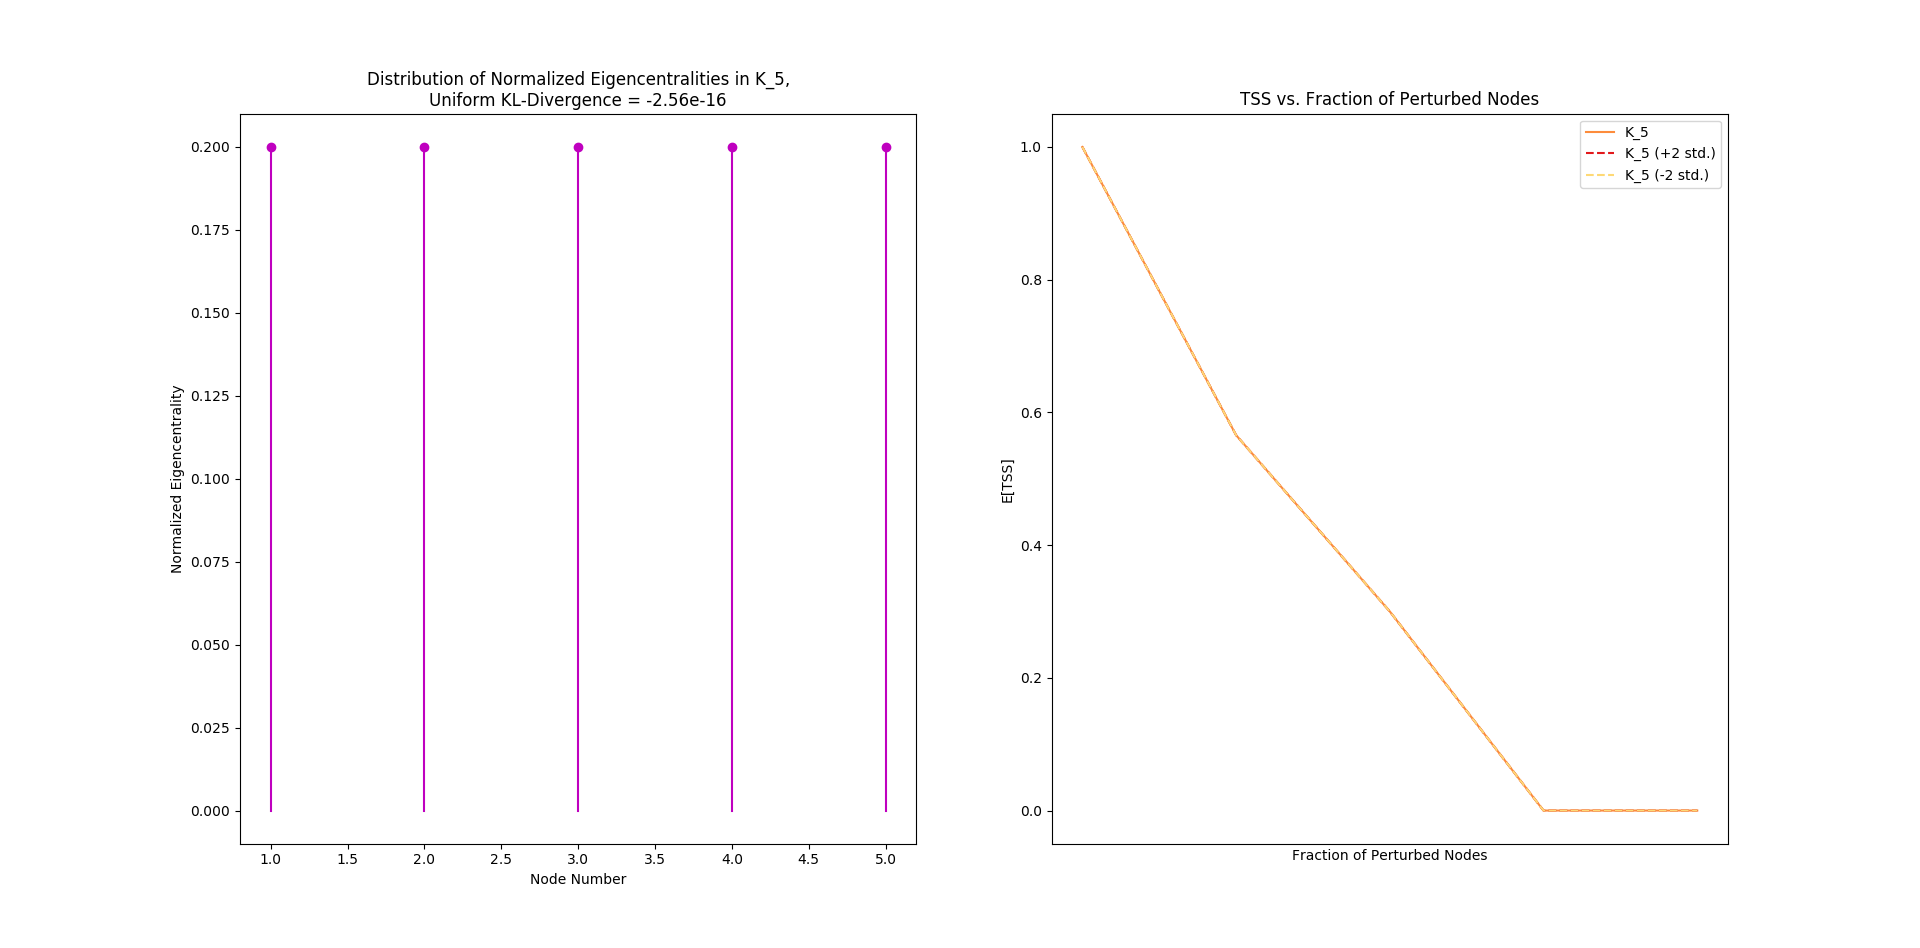 Distribution of Normalized Eigencentralities in K_5,
Uniform KL-Divergence = -2.56e-16
Normalized Eigencentrality
0.200
0.175
0.150
0.125
0.100
0.075
0.050
0.025
0.000
1.0 1.5 2.0 2.5 3.0 3.5 4.0 4.5 5.0
Node Number
TSS vs. Fraction of Perturbed Nodes
K_5
K_5 (+2 std.)
K_5 (-2 std.)
E[TSS]
1.0
0.8
0.6
0.4
0.2
0.0
Fraction of Perturbed Nodes